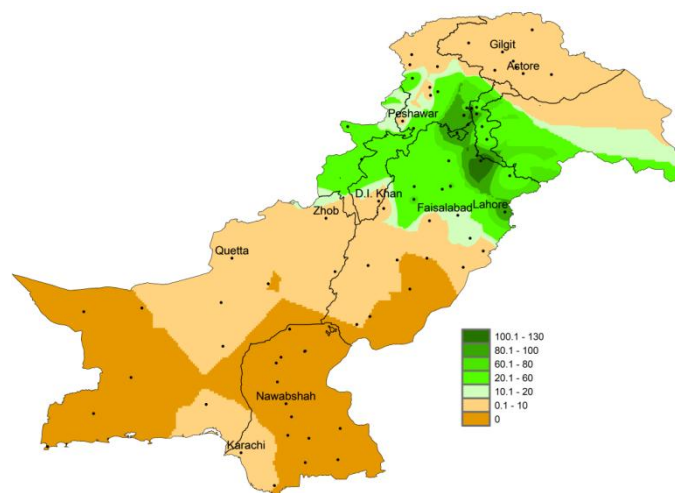 Gilgit
Astore
Peshawar
D.I. Khan
Zhob
Faisalabad
Lahore
Quetta
Nawabshah
Karachi
100.1 - 130
80.1 - 100
60.1 - 80
20.1 - 60
10.1 - 20
0.1 - 10
0